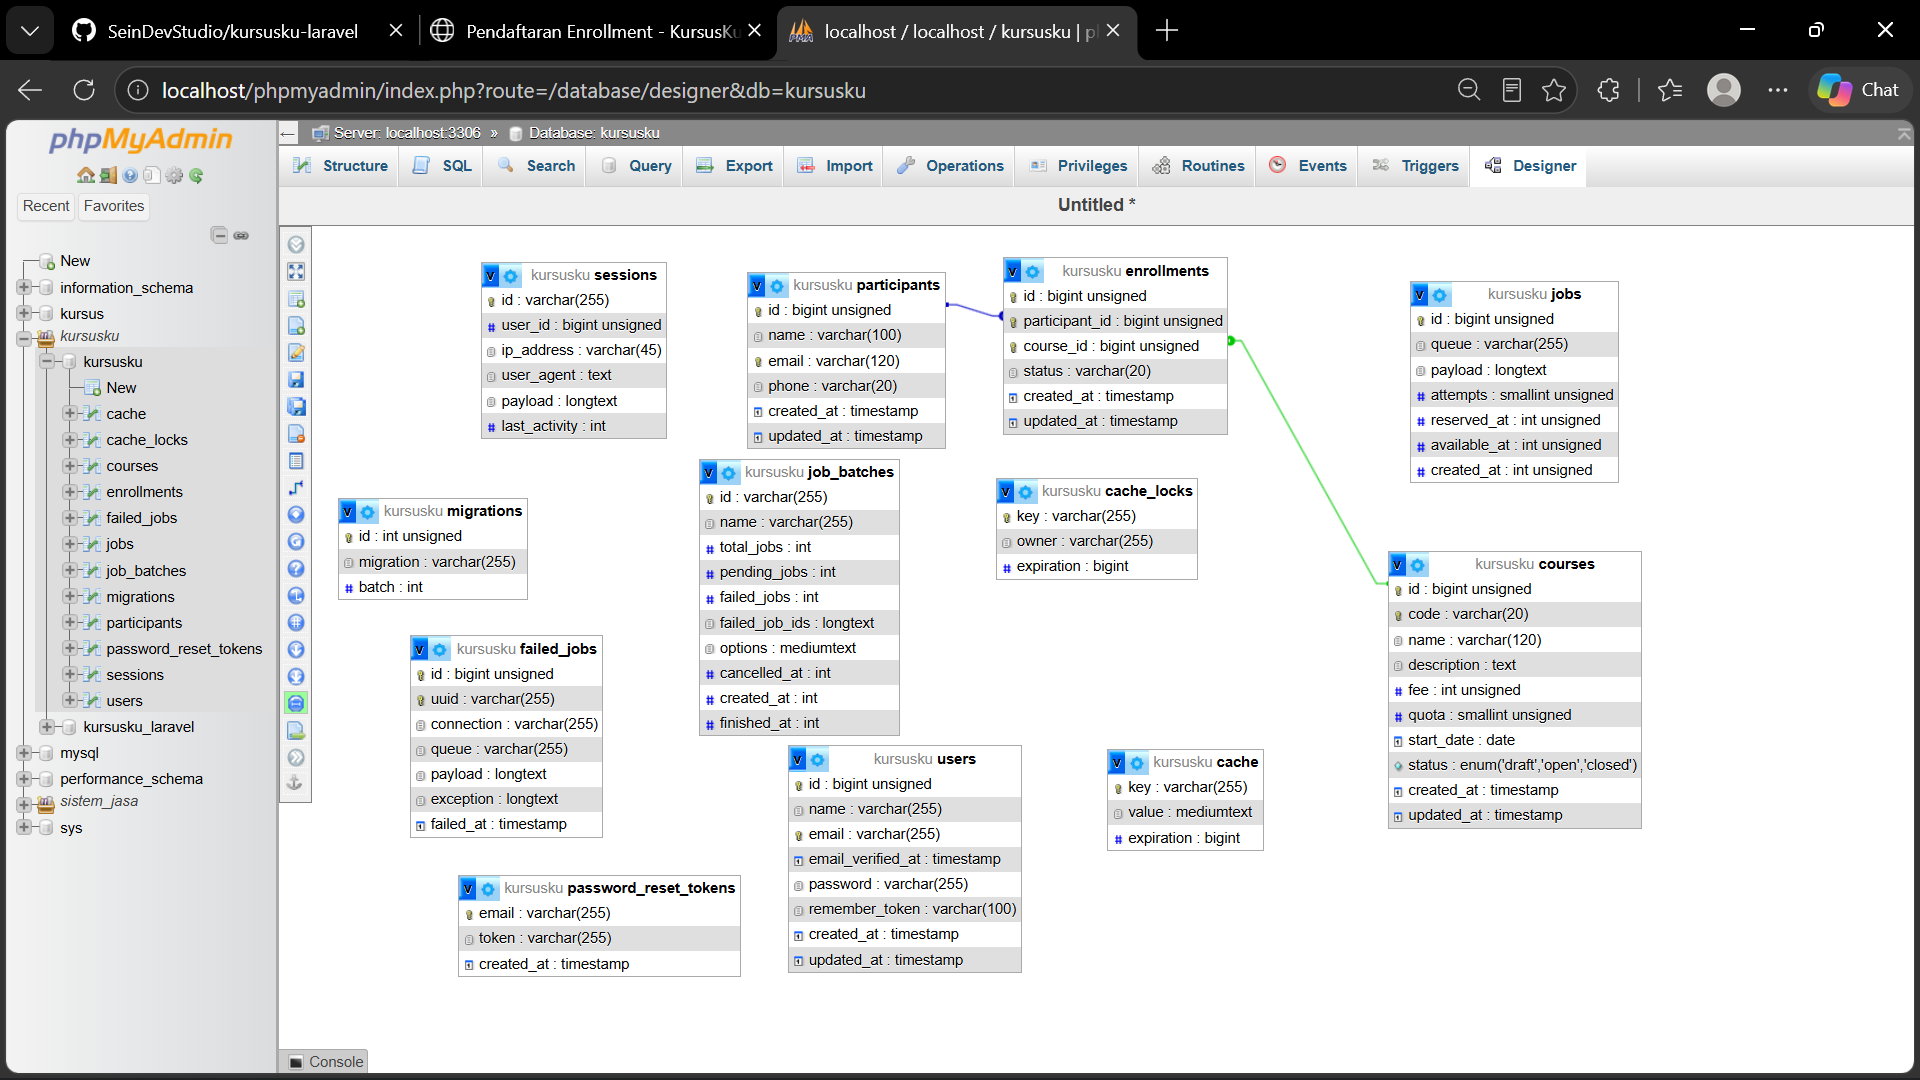 SeinDevStudio/kursusku-laravel
Pendaftaran Enrollment - KursusKu
localhost / localhost / kursusku | p
localhost/phpmyadmin/index.php?route=/database/designer&db=kursusku
Chat
phpMyAdmin
Recent
Favorites
New
information_schema
kursus
kursusku
kursusku
New
cache
cache_locks
courses
enrollments
failed_jobs
jobs
job_batches
migrations
participants
password_reset_tokens
sessions
users
kursusku_laravel
mysql
performance_schema
sistem_jasa
sys
Server: localhost:3306 » Database: kursusku
Structure
SQL
Search
Query
Export
Import
Operations
Privileges
Routines
Events
Triggers
Designer
Untitled *
v kursusku sessions
id : varchar(255)
# user_id : bigint unsigned
ip_address : varchar(45)
user_agent : text
payload : longtext
# last_activity : int
v kursusku participants
id : bigint unsigned
name : varchar(100)
email : varchar(120)
phone : varchar(20)
created_at : timestamp
updated_at : timestamp
v kursusku enrollments
id : bigint unsigned
participant_id : bigint unsigned
course_id : bigint unsigned
status : varchar(20)
created_at : timestamp
updated_at : timestamp
v kursusku jobs
id : bigint unsigned
queue : varchar(255)
payload : longtext
# attempts : smallint unsigned
# reserved_at : int unsigned
# available_at : int unsigned
# created_at : int unsigned
v kursusku migrations
id : int unsigned
migration : varchar(255)
# batch : int
v kursusku job_batches
id : varchar(255)
name : varchar(255)
# total_jobs : int
# pending_jobs : int
# failed_jobs : int
failed_job_ids : longtext
options : mediumtext
# cancelled_at : int
# created_at : int
# finished_at : int
v kursusku cache_locks
key : varchar(255)
owner : varchar(255)
# expiration : bigint
v kursusku courses
id : bigint unsigned
code : varchar(20)
name : varchar(120)
description : text
# fee : int unsigned
# quota : smallint unsigned
start_date : date
status : enum('draft','open','closed')
created_at : timestamp
updated_at : timestamp
v kursusku failed_jobs
id : bigint unsigned
uuid : varchar(255)
connection : varchar(255)
queue : varchar(255)
payload : longtext
exception : longtext
failed_at : timestamp
v kursusku users
id : bigint unsigned
name : varchar(255)
email : varchar(255)
email_verified_at : timestamp
password : varchar(255)
remember_token : varchar(100)
created_at : timestamp
updated_at : timestamp
v kursusku cache
key : varchar(255)
value : mediumtext
# expiration : bigint
v kursusku password_reset_tokens
email : varchar(255)
token : varchar(255)
created_at : timestamp
Console